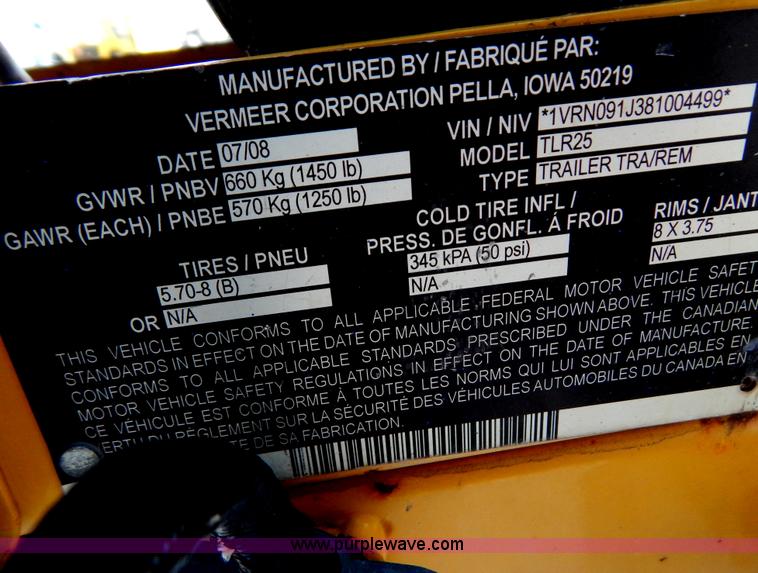 MANUFACTURED BY / FABRIQUÉ PAR:
VERMEER CORPORATION PELLA, IOWA 50219
DATE 07/08
VIN / NIV *1VRN091J381004499*
GVWR / PNBV 660 Kg (1450 lb)
MODEL TLR25
GAWR (EACH) / PNBE 570 Kg (1250 lb)
TYPE TRAILER TRA/REM
TIRES / PNEU
COLD TIRE INFL /
PRESS. DE GONFL. Á FROID
RIMS / JANT
5.70-8 (B)
345 kPA (50 psi)
8 X 3.75
OR N/A
N/A
N/A
THIS VEHICLE CONFORMS TO ALL APPLICABLE FEDERAL MOTOR VEHICLE SAFET
STANDARDS IN EFFECT ON THE DATE OF MANUFACTURING SHOWN ABOVE. THIS VEHICLE
CONFORMS TO ALL APPLICABLE STANDARDS PRESCRIBED UNDER THE CANADIAN
MOTOR VEHICLE SAFETY REGULATIONS IN EFFECT ON THE DATE OF MANUFACTURE.
CE VÉHICULE EST CONFORME À TOUTES LES NORMS QUI LUI SONT APPLICABLES EN
ERTU DU RÈGLEMENT SUR LA SÉCURITÉ DES VÉHICULES AUTOMOBILES DU CANADA EN
TE DE SA FABRICATION.
www.purplewave.com